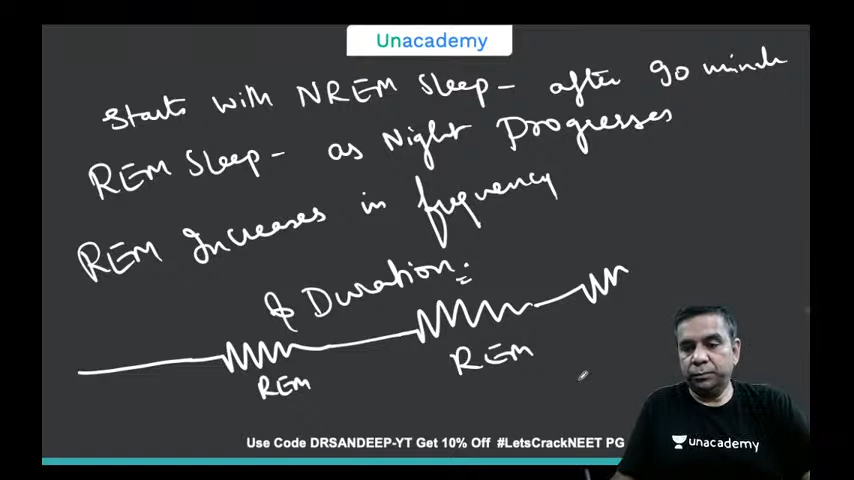 Unacademy
Starts with NREM Sleep - after 90 minute
REM Sleep - as Night Progresses
REM Increases in frequency
& Duration.
REM
REM
Use Code DRSANDEEP-YT Get 10% Off #LetsCrackNEET PG
unacademy